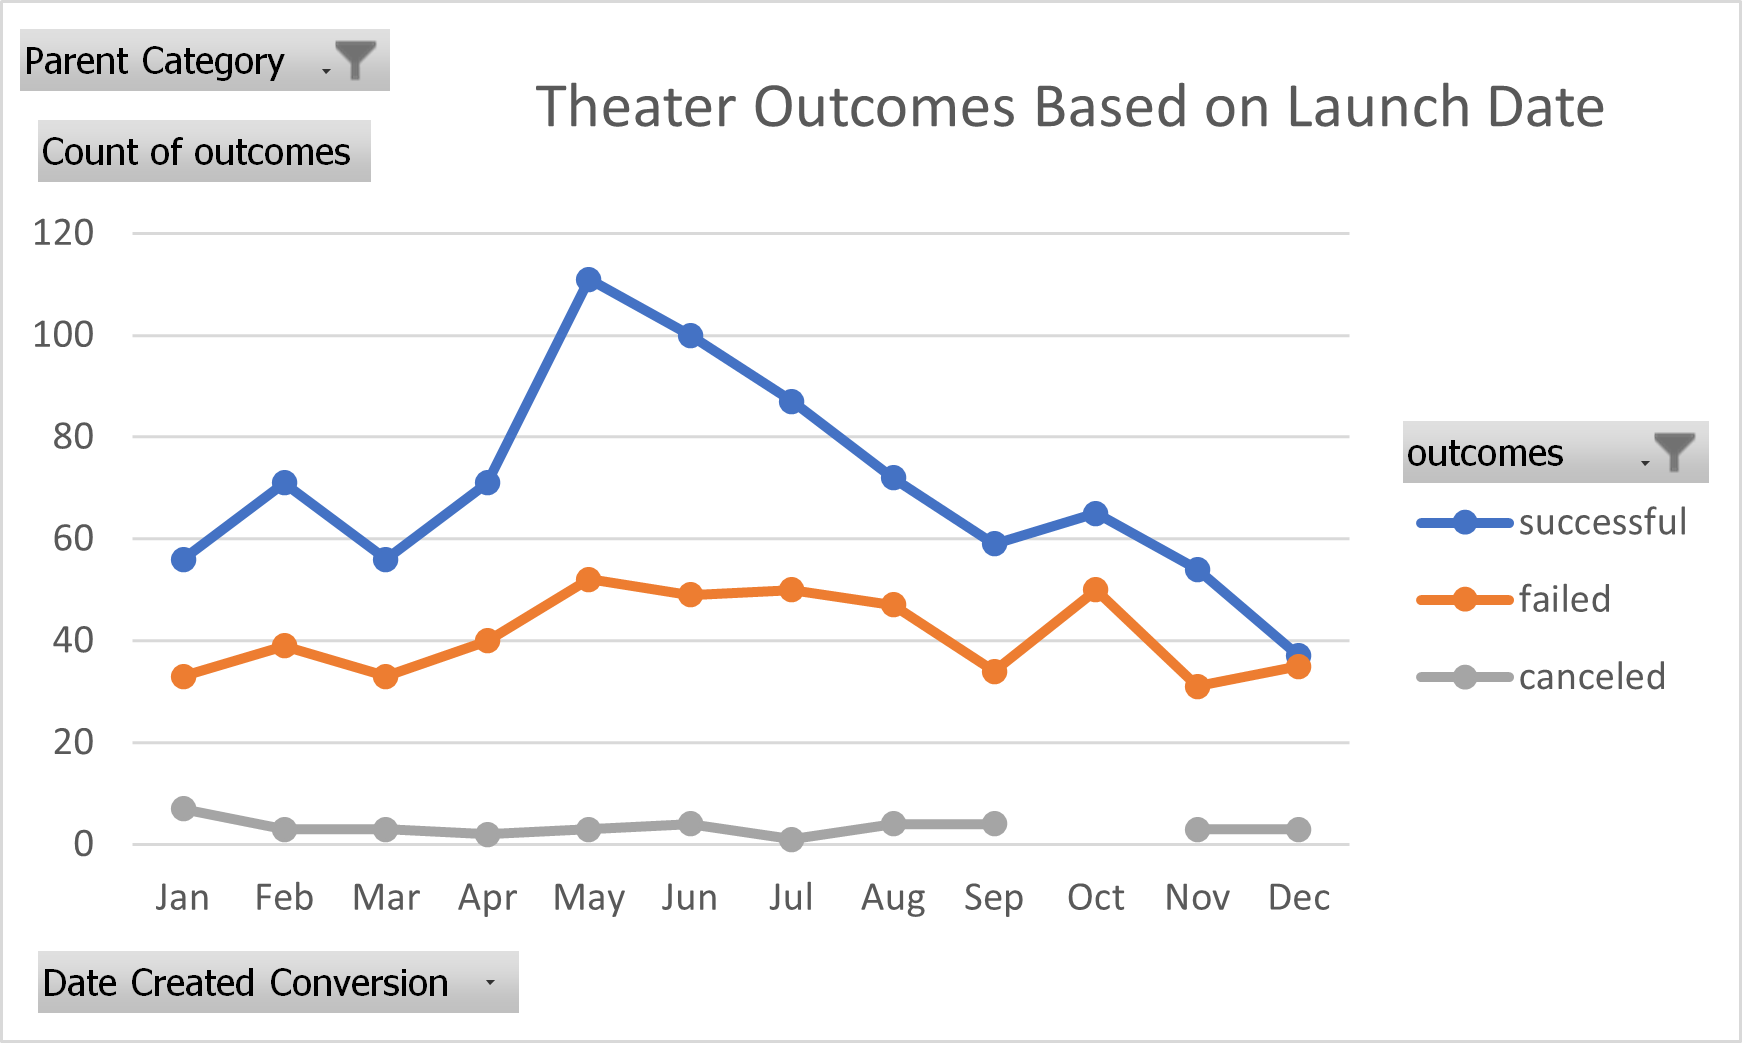 Parent Category
Theater Outcomes Based on Launch Date
Count of outcomes
120
100
80
60
40
20
0
outcomes
successful
failed
canceled
Jan Feb Mar Apr May Jun Jul Aug Sep Oct Nov Dec
Date Created Conversion